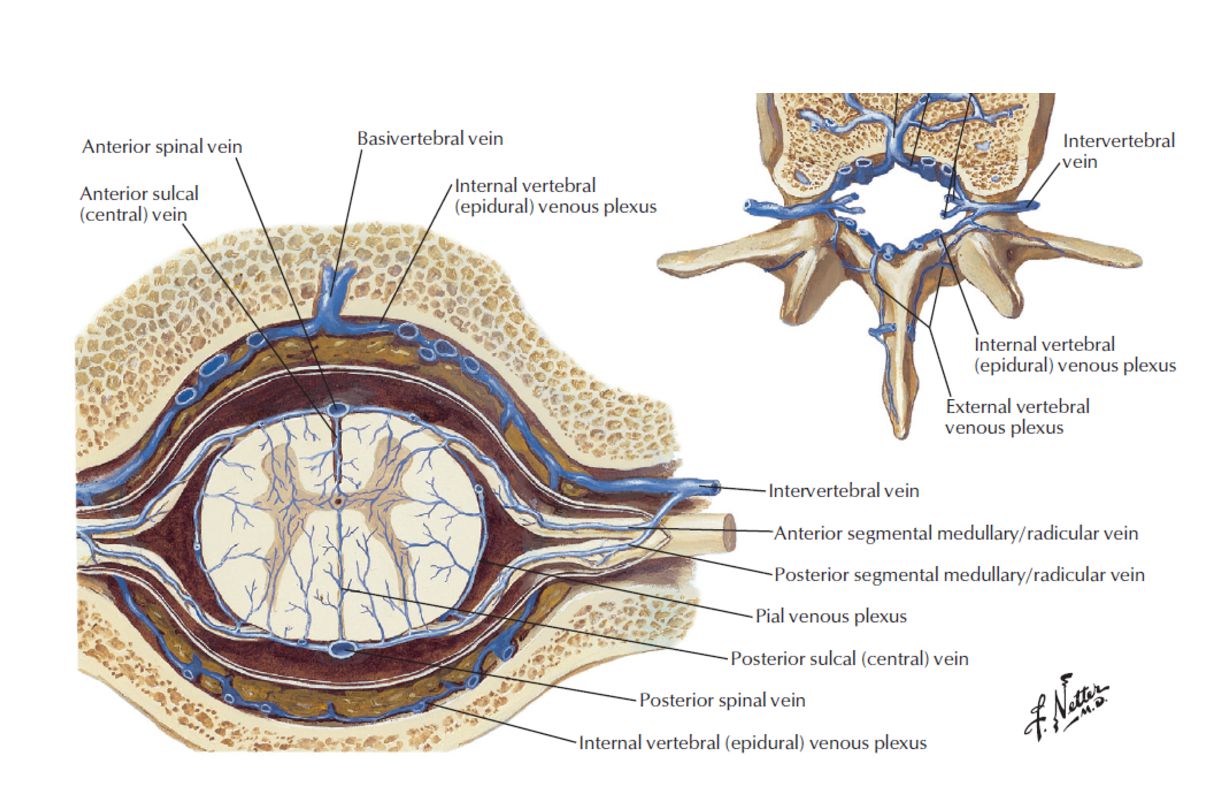 Anterior spinal vein
Basivertebral vein
Anterior sulcal
(central) vein
Internal vertebral
(epidural) venous plexus
Intervertebral
vein
Internal vertebral
(epidural) venous plexus
External vertebral
venous plexus
Intervertebral vein
Anterior segmental medullary/radicular vein
Posterior segmental medullary/radicular vein
Pial venous plexus
Posterior sulcal (central) vein
Posterior spinal vein
Internal vertebral (epidural) venous plexus
F. Netter
M.D.